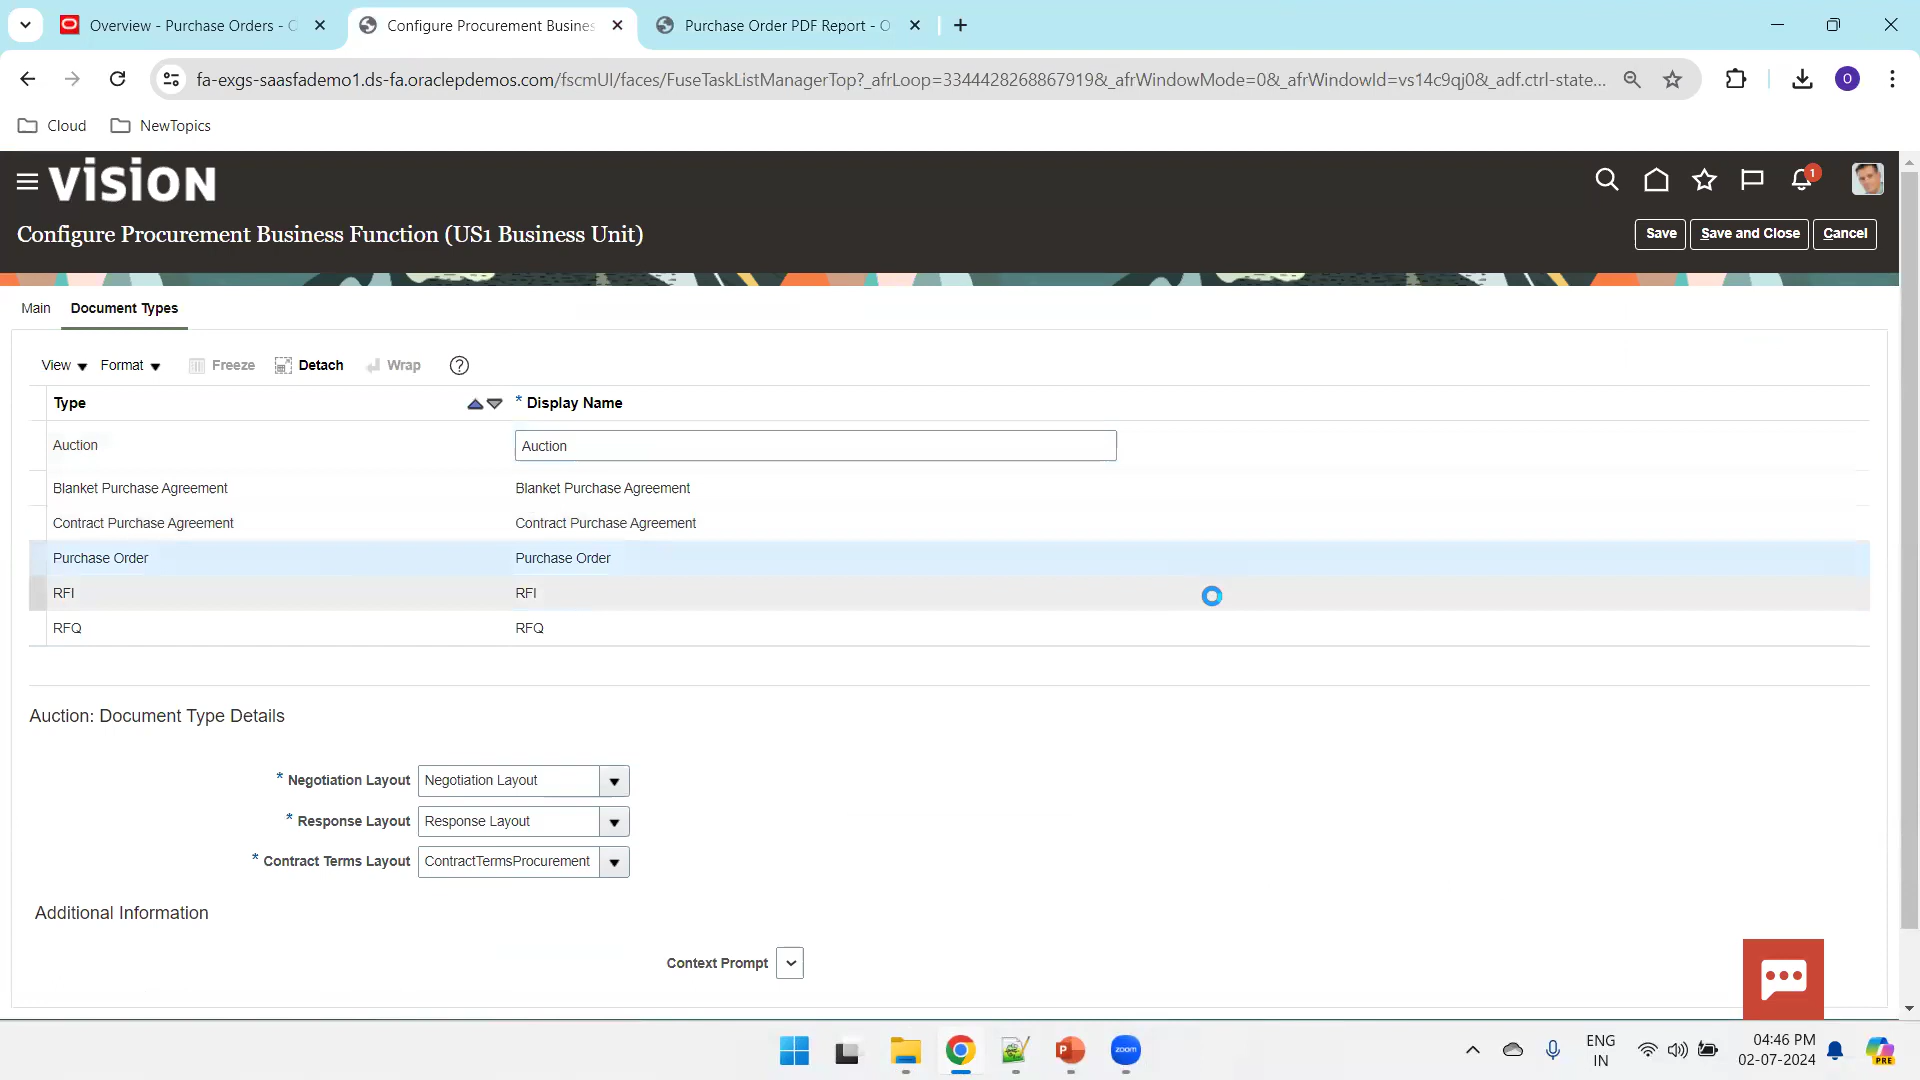 Overview - Purchase Orders - C
Configure Procurement Busines
Purchase Order PDF Report - O
fa-exgs-saasfademo1.ds-fa.oraclepdemos.com/fscmUI/faces/FuseTaskListManagerTop?_afrLoop=3344428268867919&_afrWindowMode=0&_afrWindowId=vs14c9qj0&_adf.ctrl-state...
O
Cloud
NewTopics
vision
1
Configure Procurement Business Function (US1 Business Unit)
Save
Save and Close
Cancel
Main
Document Types
View
Format
Freeze
Detach
Wrap
?
Type
* Display Name
Auction
Auction
Blanket Purchase Agreement
Blanket Purchase Agreement
Contract Purchase Agreement
Contract Purchase Agreement
Purchase Order
Purchase Order
RFI
RFI
RFQ
RFQ
Auction: Document Type Details
* Negotiation Layout
Negotiation Layout
* Response Layout
Response Layout
* Contract Terms Layout
ContractTermsProcurement
Additional Information
Context Prompt
P
zoom
ENG
IN
04:46 PM
02-07-2024
PRE